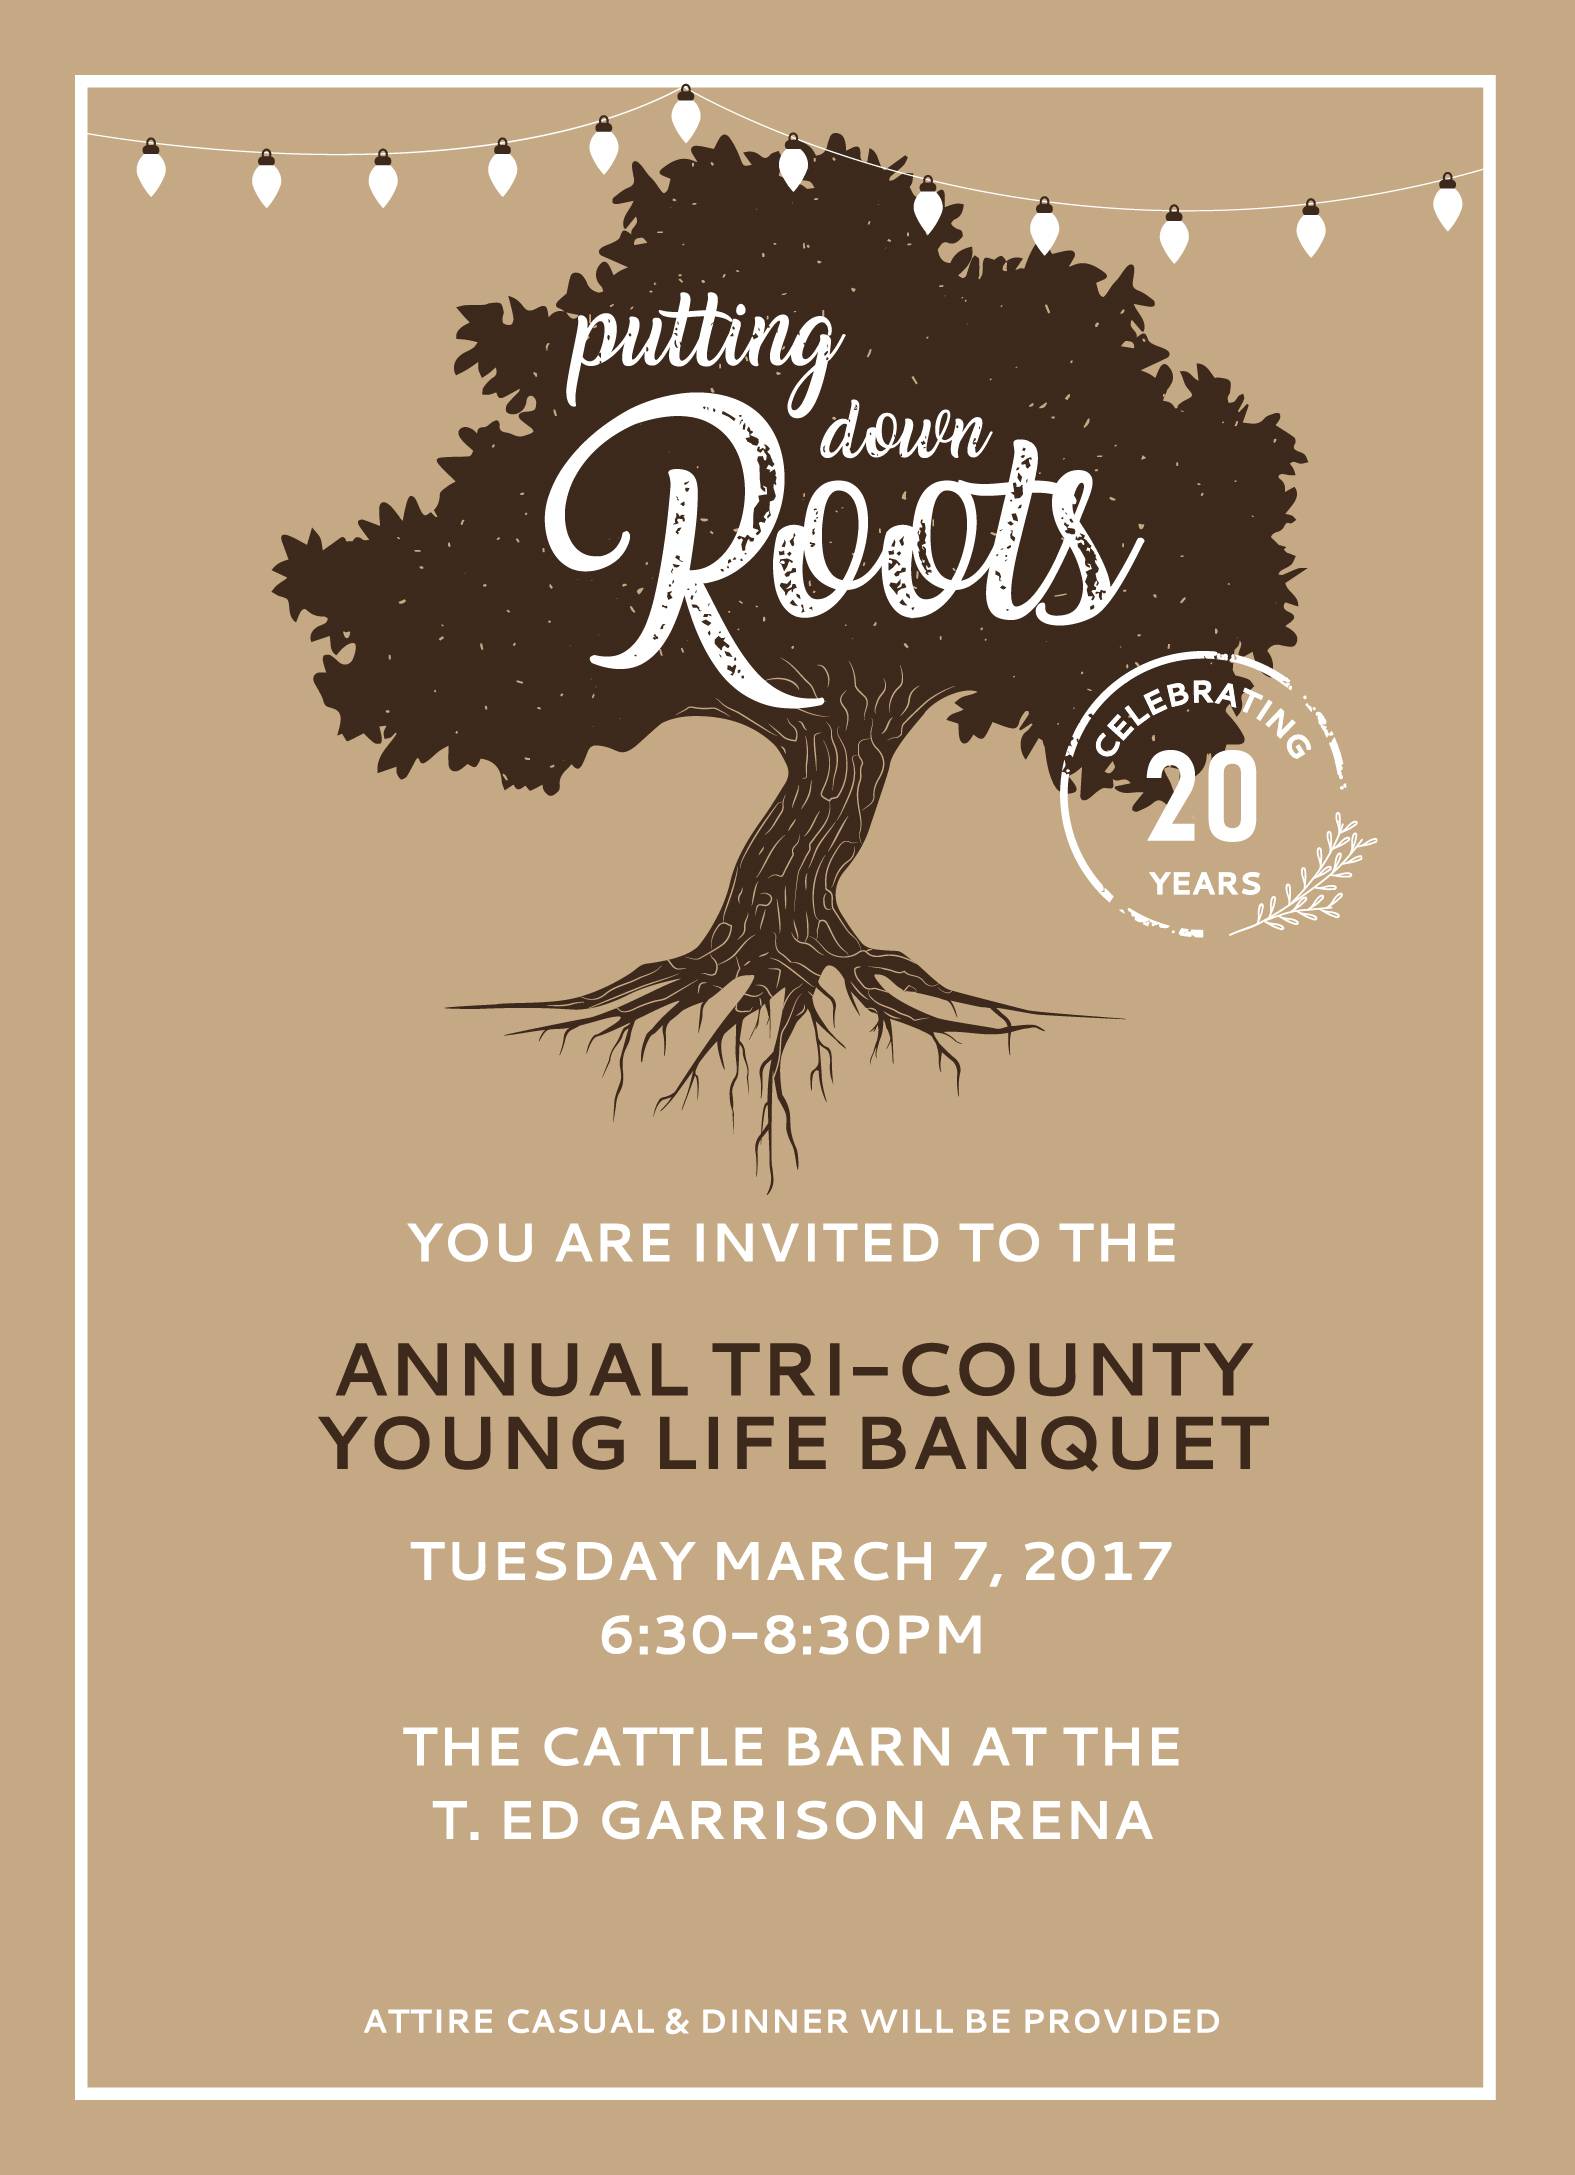 putting
down
Roots
CELEBRATING
20
YEARS
YOU ARE INVITED TO THE
ANNUAL TRI-COUNTY
YOUNG LIFE BANQUET
TUESDAY MARCH 7, 2017
6:30-8:30PM
THE CATTLE BARN AT THE
T. ED GARRISON ARENA
ATTIRE CASUAL & DINNER WILL BE PROVIDED